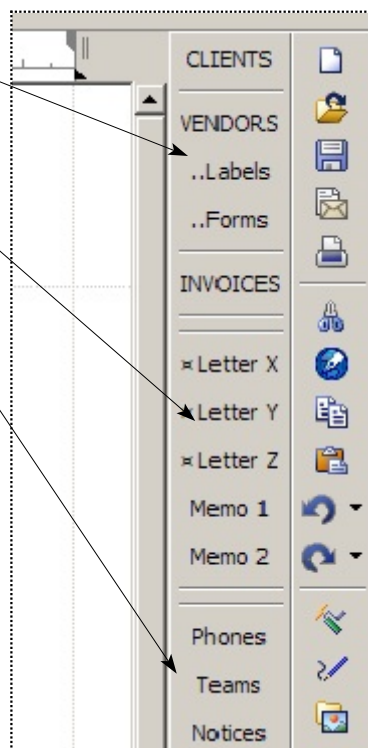 CLIENTS
VENDORS
..Labels
..Forms
INVOICES
¤Letter X
¤Letter Y
¤Letter Z
Memo 1
Memo 2
Phones
Teams
Notices